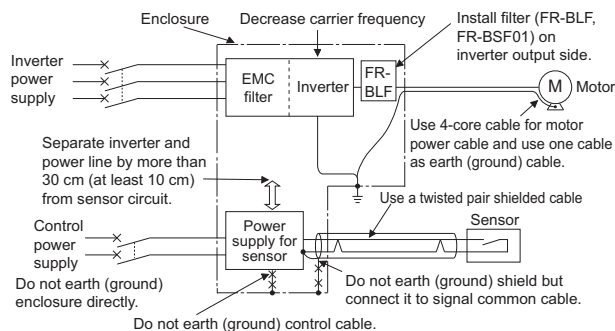 Enclosure
Decrease carrier frequency
Install filter (FR-BLF,
FR-BSF01) on
inverter output side.
Inverter
power
supply
EMC
filter
Inverter
FR-
BLF
M
Motor
Use 4-core cable for motor
power cable and use one cable
as earth (ground) cable.
Separate inverter and
power line by more than
30 cm (at least 10 cm)
from sensor circuit.
Use a twisted pair shielded cable
Control
power
supply
Power
supply for
sensor
Sensor
Do not earth (ground)
enclosure directly.
Do not earth (ground) shield but
connect it to signal common cable.
Do not earth (ground) control cable.